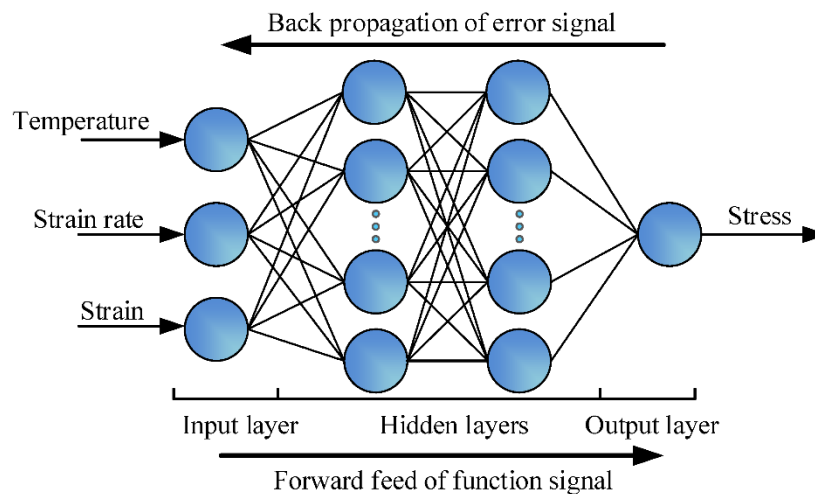 Back propagation of error signal
Temperature
Strain rate
Stress
Strain
Input layer
Hidden layers
Output layer
Forward feed of function signal